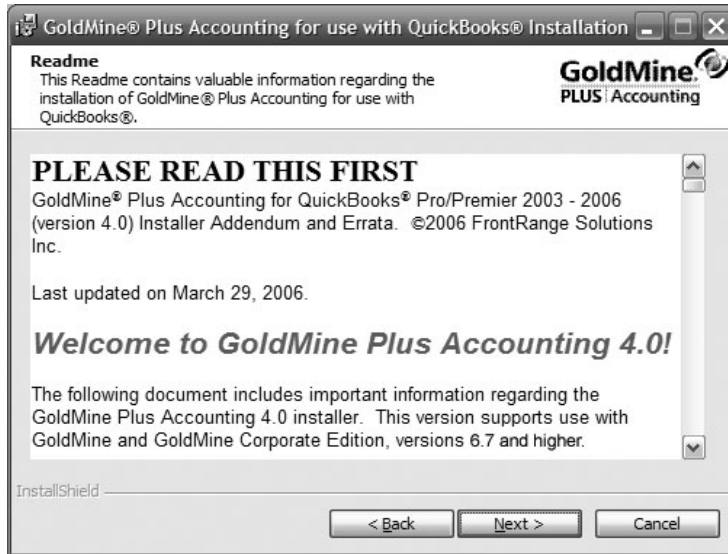 GoldMine® Plus Accounting for use with QuickBooks® Installation
Readme
This Readme contains valuable information regarding the
installation of GoldMine® Plus Accounting for use with
QuickBooks®.
GoldMine®
PLUS Accounting
PLEASE READ THIS FIRST
GoldMine® Plus Accounting for QuickBooks® Pro/Premier 2003 - 2006
(version 4.0) Installer Addendum and Errata. ©2006 FrontRange Solutions
Inc.
Last updated on March 29, 2006.
Welcome to GoldMine Plus Accounting 4.0!
The following document includes important information regarding the
GoldMine Plus Accounting 4.0 installer. This version supports use with
GoldMine and GoldMine Corporate Edition, versions 6.7 and higher.
InstallShield
< Back
Next >
Cancel